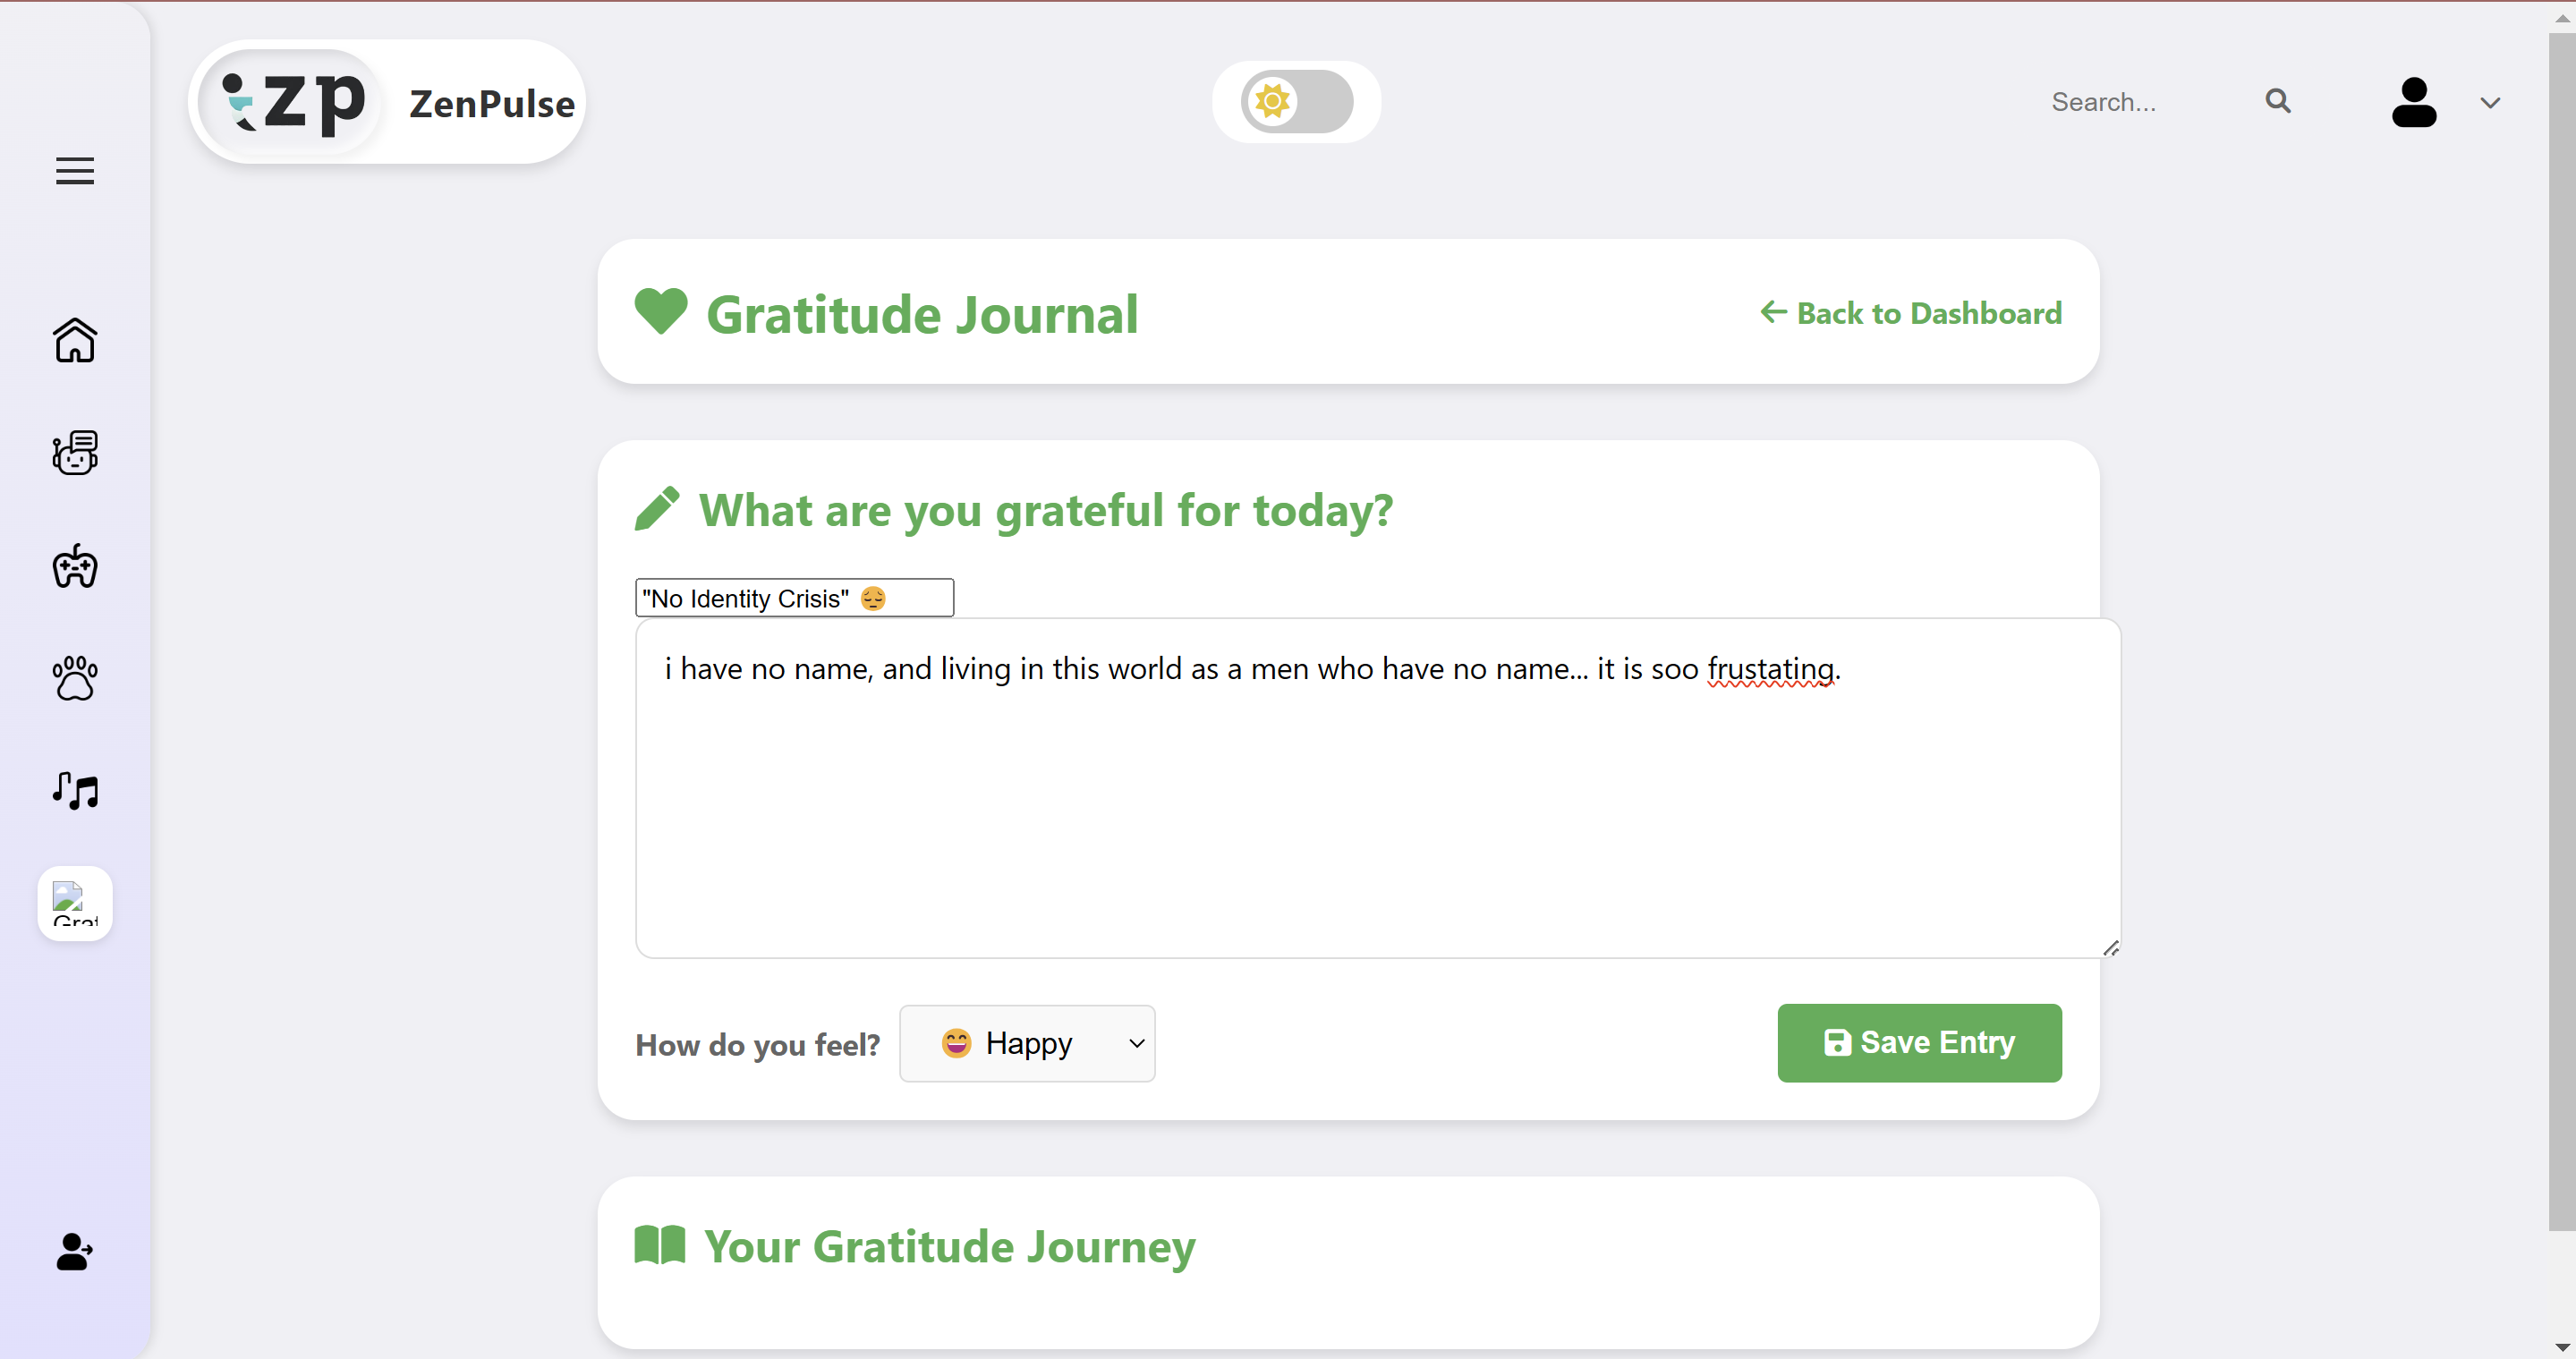 zp ZenPulse
Search...
Gratitude Journal
Back to Dashboard
What are you grateful for today?
"No Identity Crisis" 😔
i have no name, and living in this world as a men who have no name... it is soo frustating.
Grat
How do you feel? 😄 Happy
Save Entry
Your Gratitude Journey